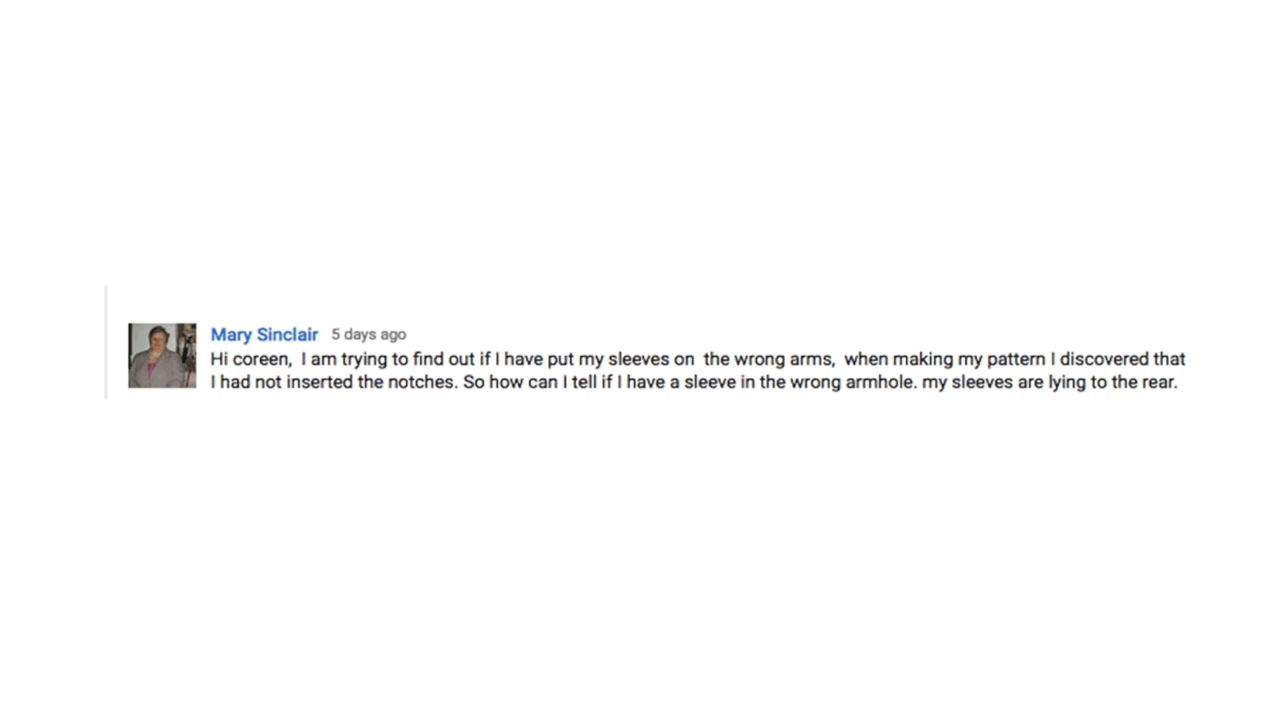 Mary Sinclair 5 days ago
Hi coreen, I am trying to find out if I have put my sleeves on the wrong arms, when making my pattern I discovered that
I had not inserted the notches. So how can I tell if I have a sleeve in the wrong armhole. my sleeves are lying to the rear.